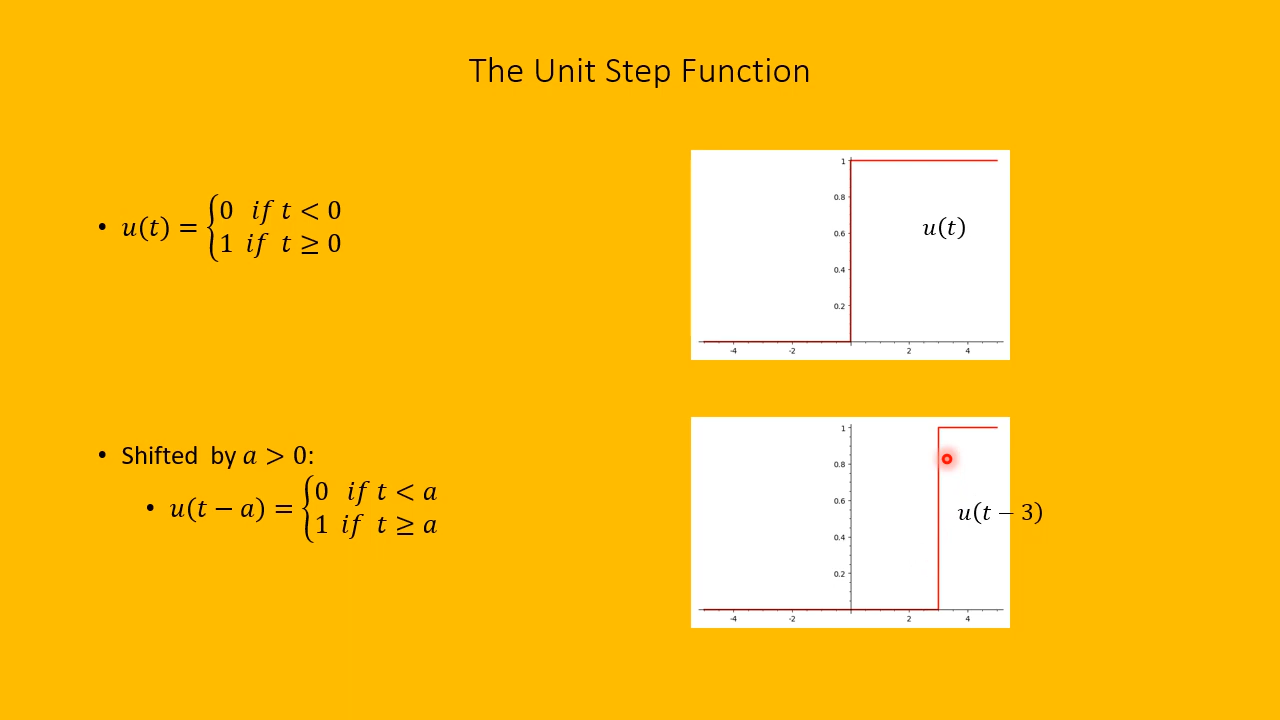 The Unit Step Function
• u(t) = {0 if t < 0
1 if t ≥ 0
1
0.8
0.6
0.4
0.2
-4 -2 2 4
u(t)
• Shifted by a > 0:
• u(t − a) = {0 if t < a
1 if t ≥ a
1
0.8
0.6
0.4
0.2
-4 -2 2 4
u(t − 3)